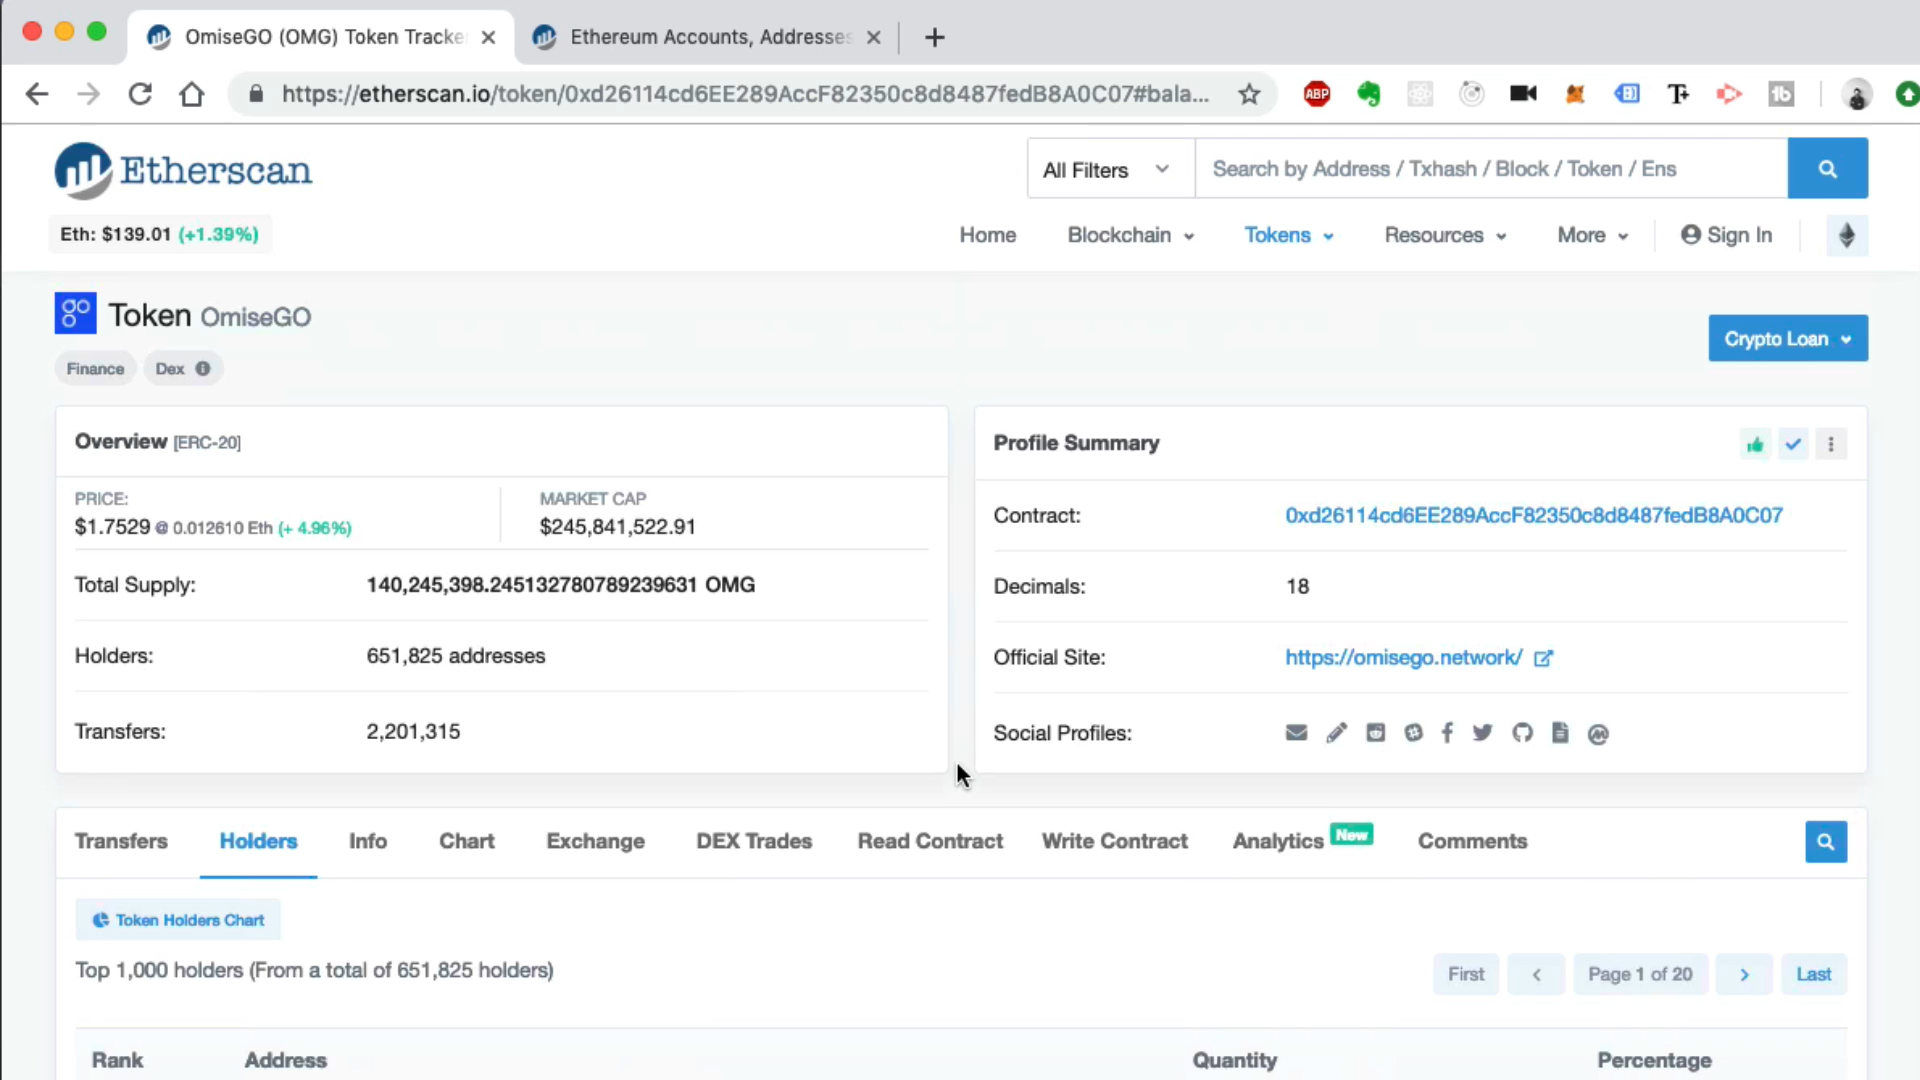 OmiseGO (OMG) Token Tracke
Ethereum Accounts, Addresses
https://etherscan.io/token/0xd26114cd6EE289AccF82350c8d8487fedB8A0C07#bala...
ABP
Etherscan
All Filters
Search by Address / Txhash / Block / Token / Ens
Eth: $139.01 (+1.39%)
Home Blockchain Tokens Resources More Sign In
Token OmiseGO
Crypto Loan
Finance Dex
Overview [ERC-20]
PRICE:
$1.7529 @ 0.012610 Eth (+ 4.96%)
MARKET CAP
$245,841,522.91
Total Supply: 140,245,398.245132780789239631 OMG
Holders: 651,825 addresses
Transfers: 2,201,315
Profile Summary
Contract: 0xd26114cd6EE289AccF82350c8d8487fedB8A0C07
Decimals: 18
Official Site: https://omisego.network/
Social Profiles:
Transfers Holders Info Chart Exchange DEX Trades Read Contract Write Contract Analytics New Comments
Token Holders Chart
Top 1,000 holders (From a total of 651,825 holders)
First Page 1 of 20 Last
Rank Address Quantity Percentage